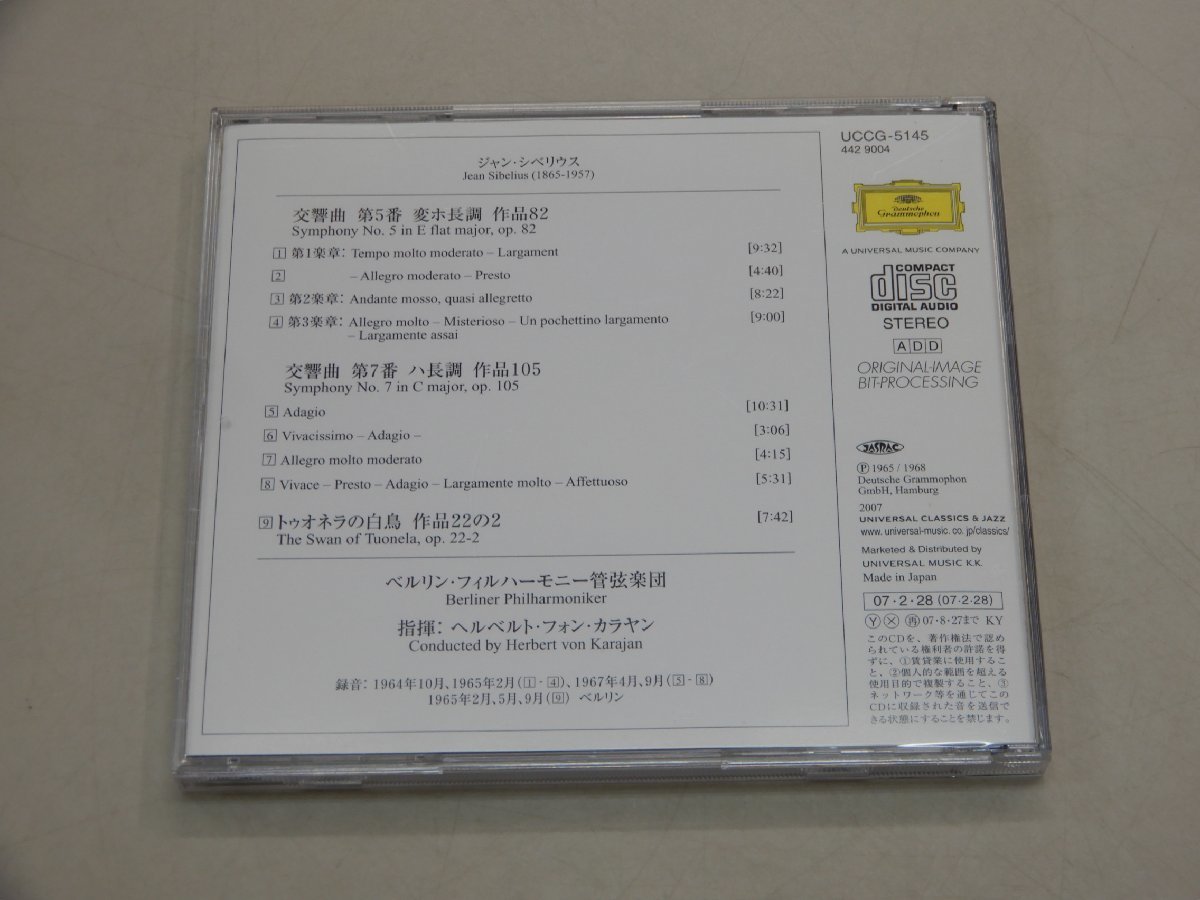 ジャン・シベリウス
Jean Sibelius (1865-1957)
交響曲 第5番 変ホ長調 作品82
Symphony No. 5 in E flat major, op. 82
1 第1楽章: Tempo molto moderato – Largament [9:32]
2 – Allegro moderato – Presto [4:40]
3 第2楽章: Andante mosso, quasi allegretto [8:22]
4 第3楽章: Allegro molto – Misterioso – Un pochettino largamento [9:00]
– Largamente assai
交響曲 第7番 ハ長調 作品105
Symphony No. 7 in C major, op. 105
5 Adagio [10:31]
6 Vivacissimo – Adagio – [3:06]
7 Allegro molto moderato [4:15]
8 Vivace – Presto – Adagio – Largamente molto – Affettuoso [5:31]
9 トゥオネラの白鳥 作品22の2 [7:42]
The Swan of Tuonela, op. 22-2
ベルリン・フィルハーモニー管弦楽団
Berliner Philharmoniker
指揮: ヘルベルト・フォン・カラヤン
Conducted by Herbert von Karajan
録音: 1964年10月、1965年2月(1 - 4)、1967年4月、9月(5 - 8)
1965年2月、5月、9月(9) ベルリン
UCCG-5145
442 9004
Deutsche
Grammophon
A UNIVERSAL MUSIC COMPANY
COMPACT
disc
DIGITAL AUDIO
STEREO
ADD
ORIGINAL-IMAGE
BIT-PROCESSING
JASRAC
Ⓟ 1965 / 1968
Deutsche Grammophon
GmbH, Hamburg
2007
UNIVERSAL CLASSICS & JAZZ
www. universal-music. co. jp/classics/
Marketed & Distributed by
UNIVERSAL MUSIC K.K.
Made in Japan
07・2・28 (07・2・28)
Ⓨ Ⓧ 再 07・8・27まで KY
このCDを、著作権法で認め
られている権利者の許諾を得
ずに、①賃貸業に使用するこ
と、②個人的な範囲を超える
使用目的で複製すること、③
ネットワーク等を通じてこの
CDに収録された音を送信で
きる状態にすることを禁じます。